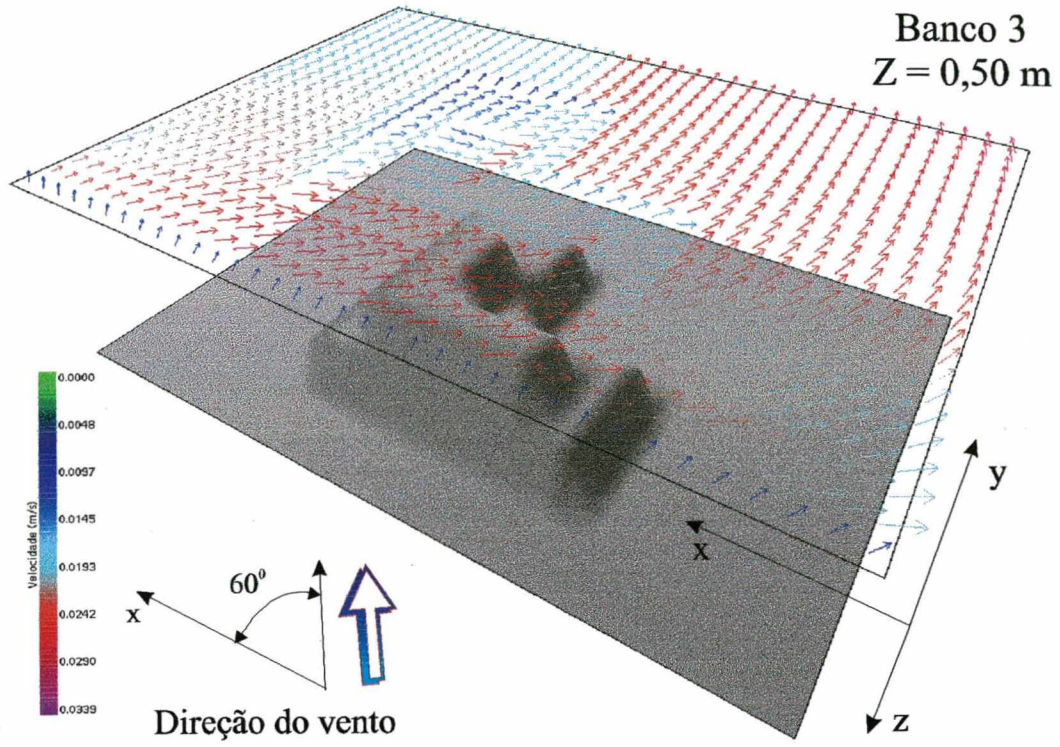 Banco 3
Z = 0,50 m
0.0000
0.0048
0.0097
0.0145
0.0193
0.0242
0.0290
0.0339
Velocidade (m/s)
x
60⁰
Direção do vento
y
x
z